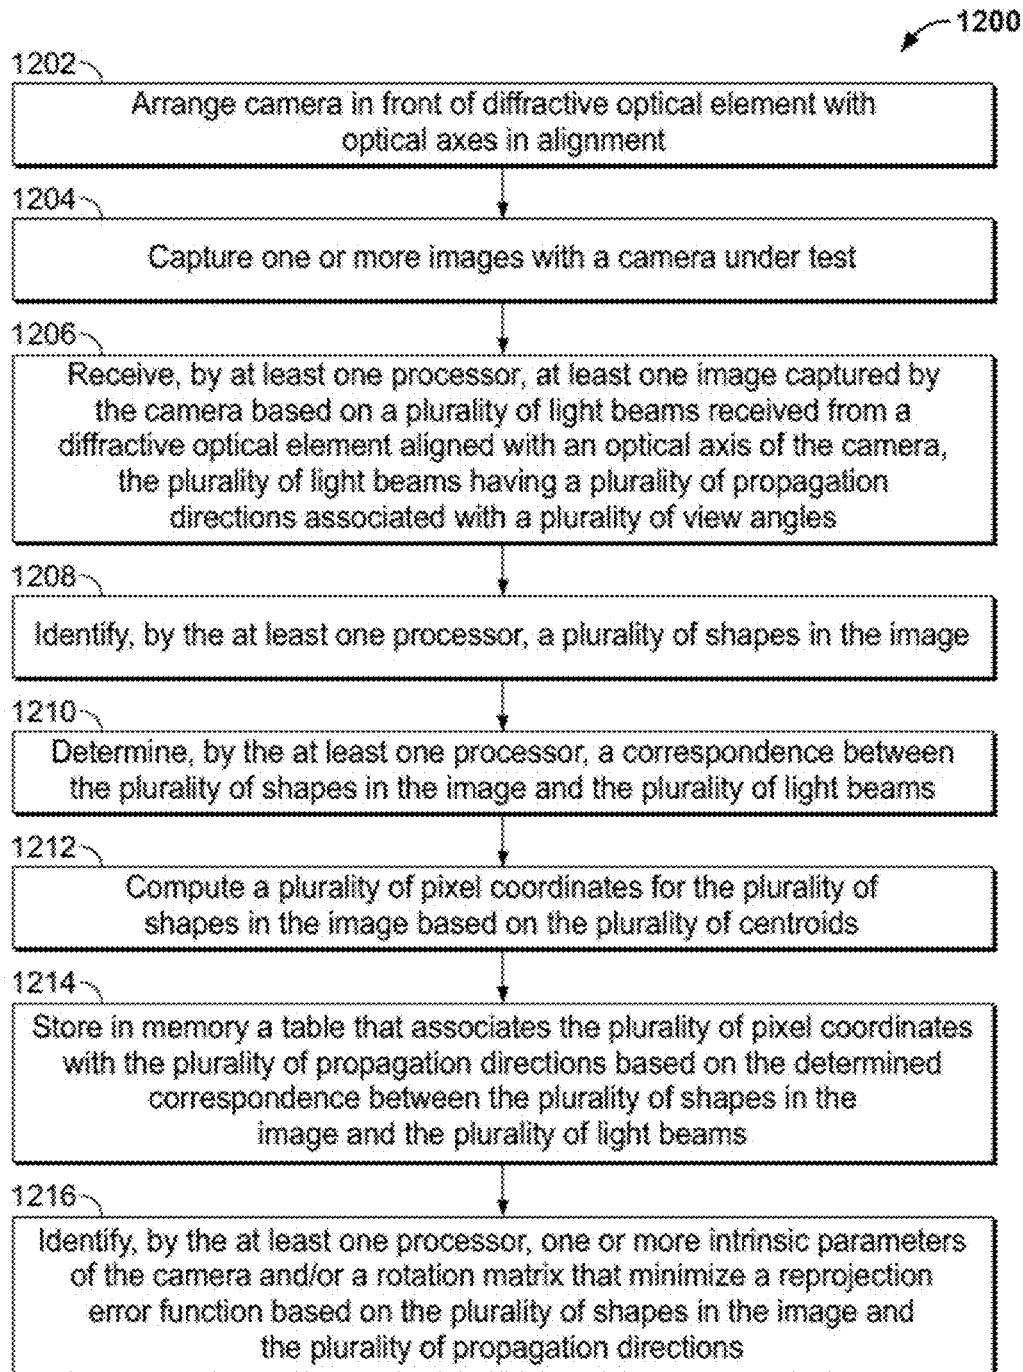 1200
1202
Arrange camera in front of diffractive optical element with
optical axes in alignment
1204
Capture one or more images with a camera under test
1206
Receive, by at least one processor, at least one image captured by
the camera based on a plurality of light beams received from a
diffractive optical element aligned with an optical axis of the camera,
the plurality of light beams having a plurality of propagation
directions associated with a plurality of view angles
1208
Identify, by the at least one processor, a plurality of shapes in the image
1210
Determine, by the at least one processor, a correspondence between
the plurality of shapes in the image and the plurality of light beams
1212
Compute a plurality of pixel coordinates for the plurality of
shapes in the image based on the plurality of centroids
1214
Store in memory a table that associates the plurality of pixel coordinates
with the plurality of propagation directions based on the determined
correspondence between the plurality of shapes in the
image and the plurality of light beams
1216
Identify, by the at least one processor, one or more intrinsic parameters
of the camera and/or a rotation matrix that minimize a reprojection
error function based on the plurality of shapes in the image and
the plurality of propagation directions